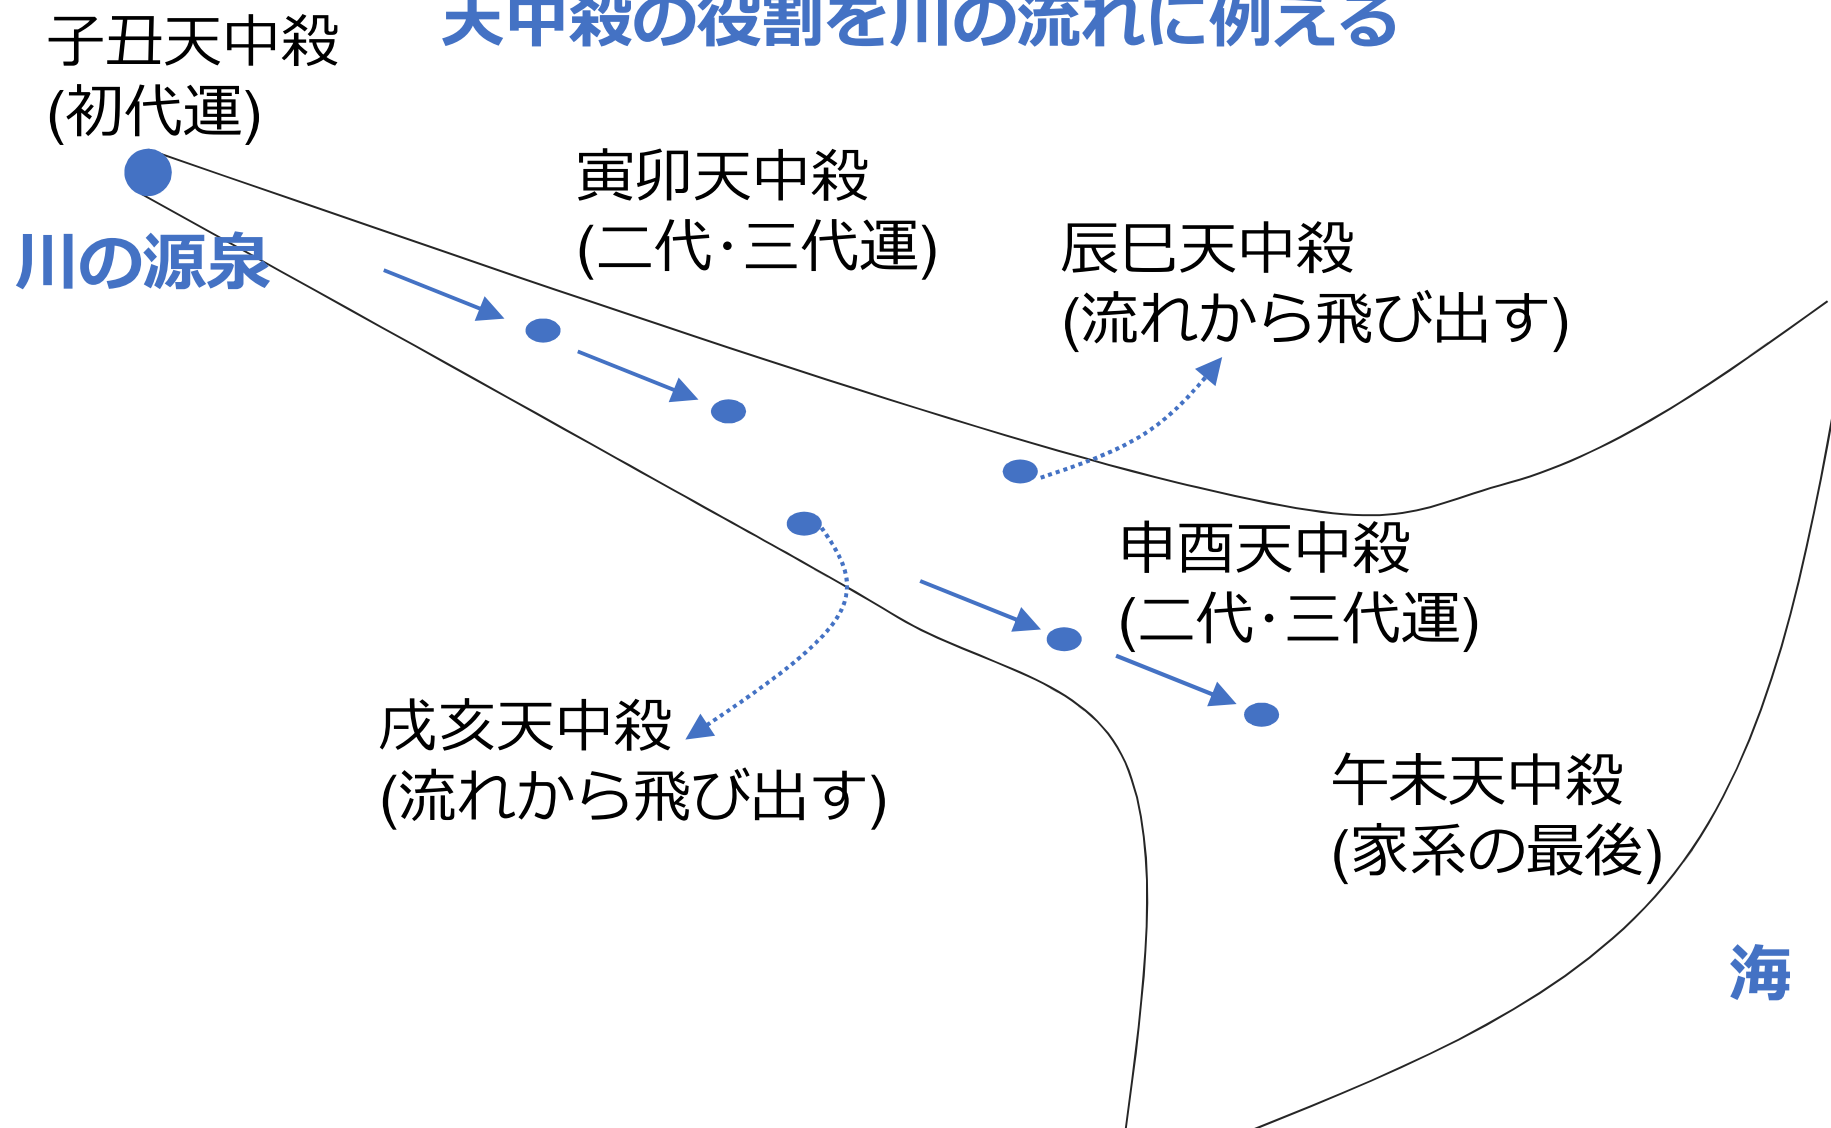 天中殺の役割を川の流れに例える
子丑天中殺
(初代運)
川の源泉
寅卯天中殺
(二代･三代運)
辰巳天中殺
(流れから飛び出す)
申酉天中殺
(二代･三代運)
戌亥天中殺
(流れから飛び出す)
午未天中殺
(家系の最後)
海